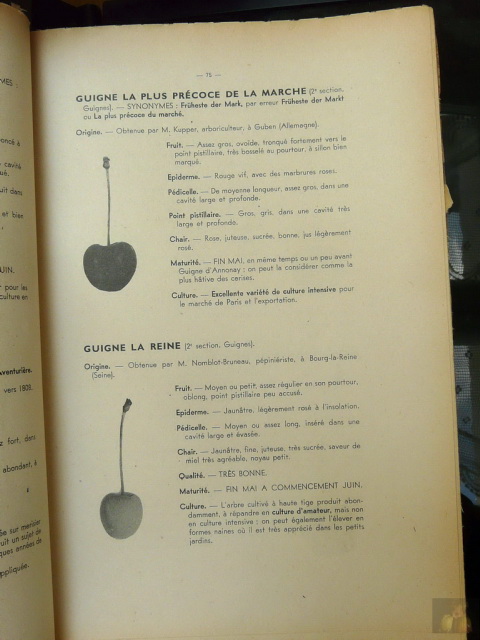 — 75 —
GUIGNE LA PLUS PRÉCOCE DE LA MARCHE (2e section.
Guignes). — SYNONYMES : Früheste der Mark, par erreur Früheste der Markt
ou La plus précoce du marché.
Origine. — Obtenue par M. Kupper, arboriculteur, à Guben (Allemagne).
Fruit. — Assez gros, ovoïde, tronqué fortement vers le
point pistillaire, très bosselé au pourtour, à sillon bien
marqué.
Epiderme. — Rouge vif, avec des marbrures roses.
Pédicelle. — De moyenne longueur, assez gros, dans une
cavité large et profonde.
Point pistillaire. — Gros, gris, dans une cavité très
large et profonde.
Chair. — Rose, juteuse, sucrée, bonne, jus légèrement
rosé.
Maturité. — FIN MAI, en même temps ou un peu avant
Guigne d'Annonay : on peut la considérer comme la
plus hâtive des cerises.
Culture. — Excellente variété de culture intensive pour
le marché de Paris et l'exportation.
GUIGNE LA REINE (2e section, Guignes).
Origine. — Obtenue par M. Nomblot-Bruneau, pépiniériste, à Bourg-la-Reine
(Seine).
Fruit. — Moyen ou petit, assez régulier en son pourtour,
oblong, point pistillaire peu accusé.
Epiderme. — Jaunâtre, légèrement rosé à l'insolation.
Pédicelle. — Moyen ou assez long, inséré dans une
cavité large et évasée.
Chair. — Jaunâtre, fine, juteuse, très sucrée, saveur de
miel très agréable, noyau petit.
Qualité. — TRÈS BONNE.
Maturité. — FIN MAI A COMMENCEMENT JUIN.
Culture. — L'arbre cultivé à haute tige produit abon-
damment, à répandre en culture d'amateur, mais non
en culture intensive ; on peut également l'élever en
formes naines où il est très apprécié dans les petits
jardins.